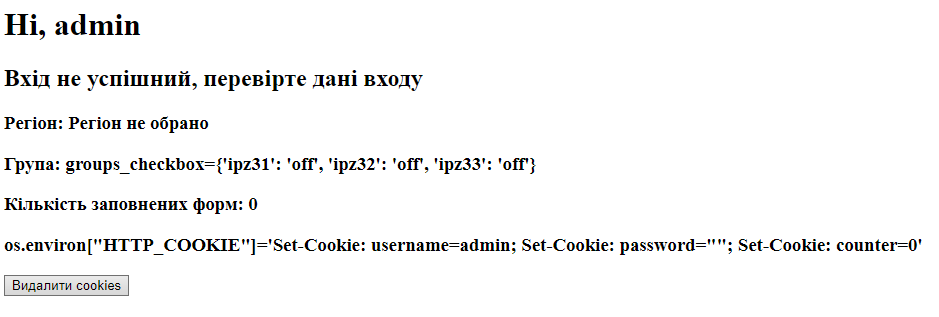 Hi, admin
Вхід не успішний, перевірте дані входу
Регіон: Регіон не обрано
Група: groups_checkbox={'ipz31': 'off', 'ipz32': 'off', 'ipz33': 'off'}
Кількість заповнених форм: 0
os.environ["HTTP_COOKIE"]='Set-Cookie: username=admin; Set-Cookie: password=""; Set-Cookie: counter=0'
Видалити cookies